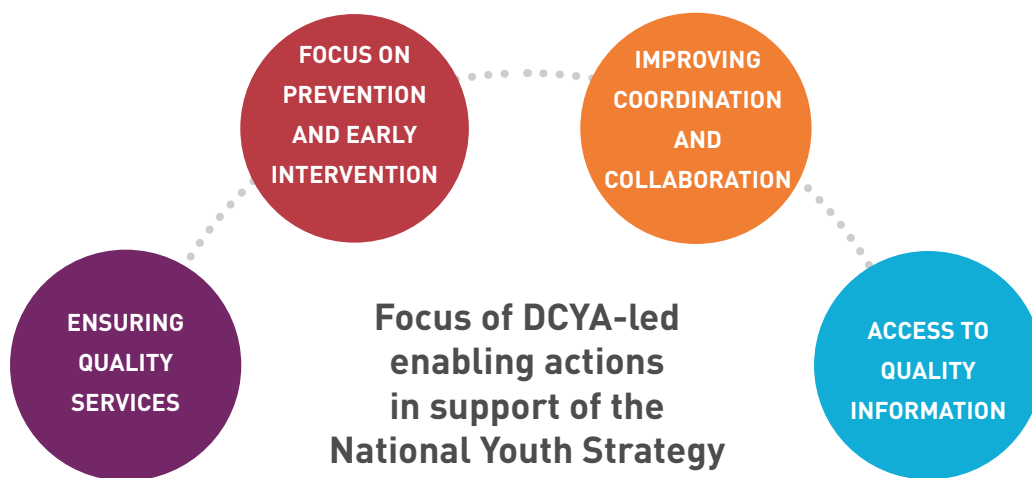 FOCUS ON
PREVENTION
AND EARLY
INTERVENTION
IMPROVING
COORDINATION
AND
COLLABORATION
ENSURING
QUALITY
SERVICES
Focus of DCYA-led
enabling actions
in support of the
National Youth Strategy
ACCESS TO
QUALITY
INFORMATION